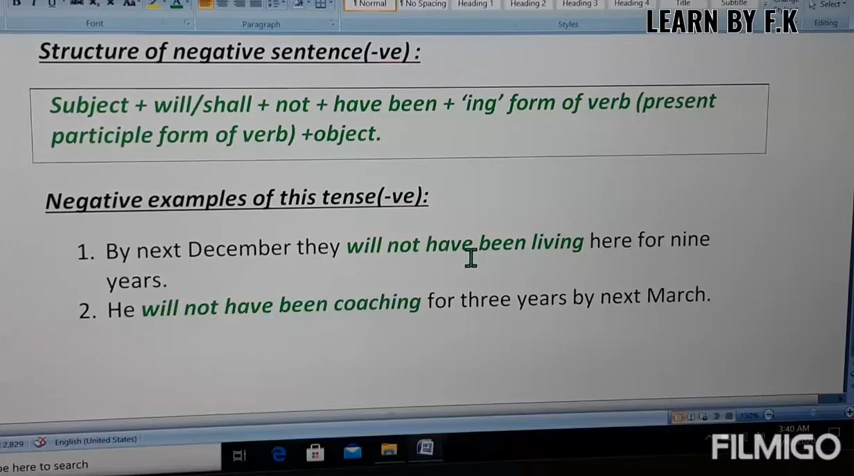 1 Normal 1 No Spacing Heading 1 Heading 2 Heading 3 Heading 4 Title Subtitle
Select
Font Paragraph Styles Editing
LEARN BY F.K
Structure of negative sentence(-ve) :
Subject + will/shall + not + have been + ‘ing’ form of verb (present
participle form of verb) +object.
Negative examples of this tense(-ve):
1. By next December they will not have been living here for nine
years.
2. He will not have been coaching for three years by next March.
2,829 English (United States) 150%
3:40 AM
pe here to search
FILMIGO